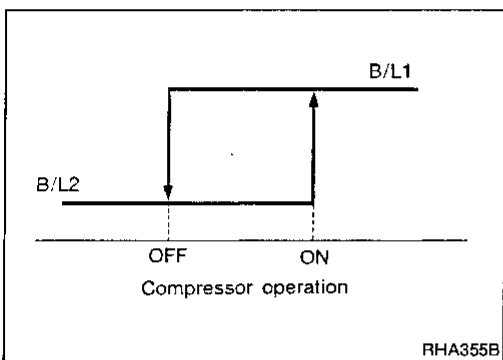 B/L1
B/L2
OFF ON
Compressor operation
RHA355B